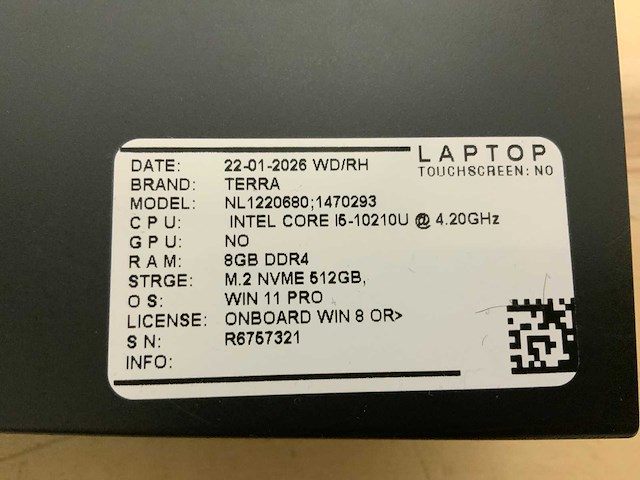 LAPTOP
TOUCHSCREEN: NO
DATE: 22-01-2026 WD/RH
BRAND: TERRA
MODEL: NL1220680;1470293
CPU: INTEL CORE I5-10210U @ 4.20GHz
GPU: NO
RAM: 8GB DDR4
STRGE: M.2 NVME 512GB,
OS: WIN 11 PRO
LICENSE: ONBOARD WIN 8 OR>
SN: R6757321
INFO: